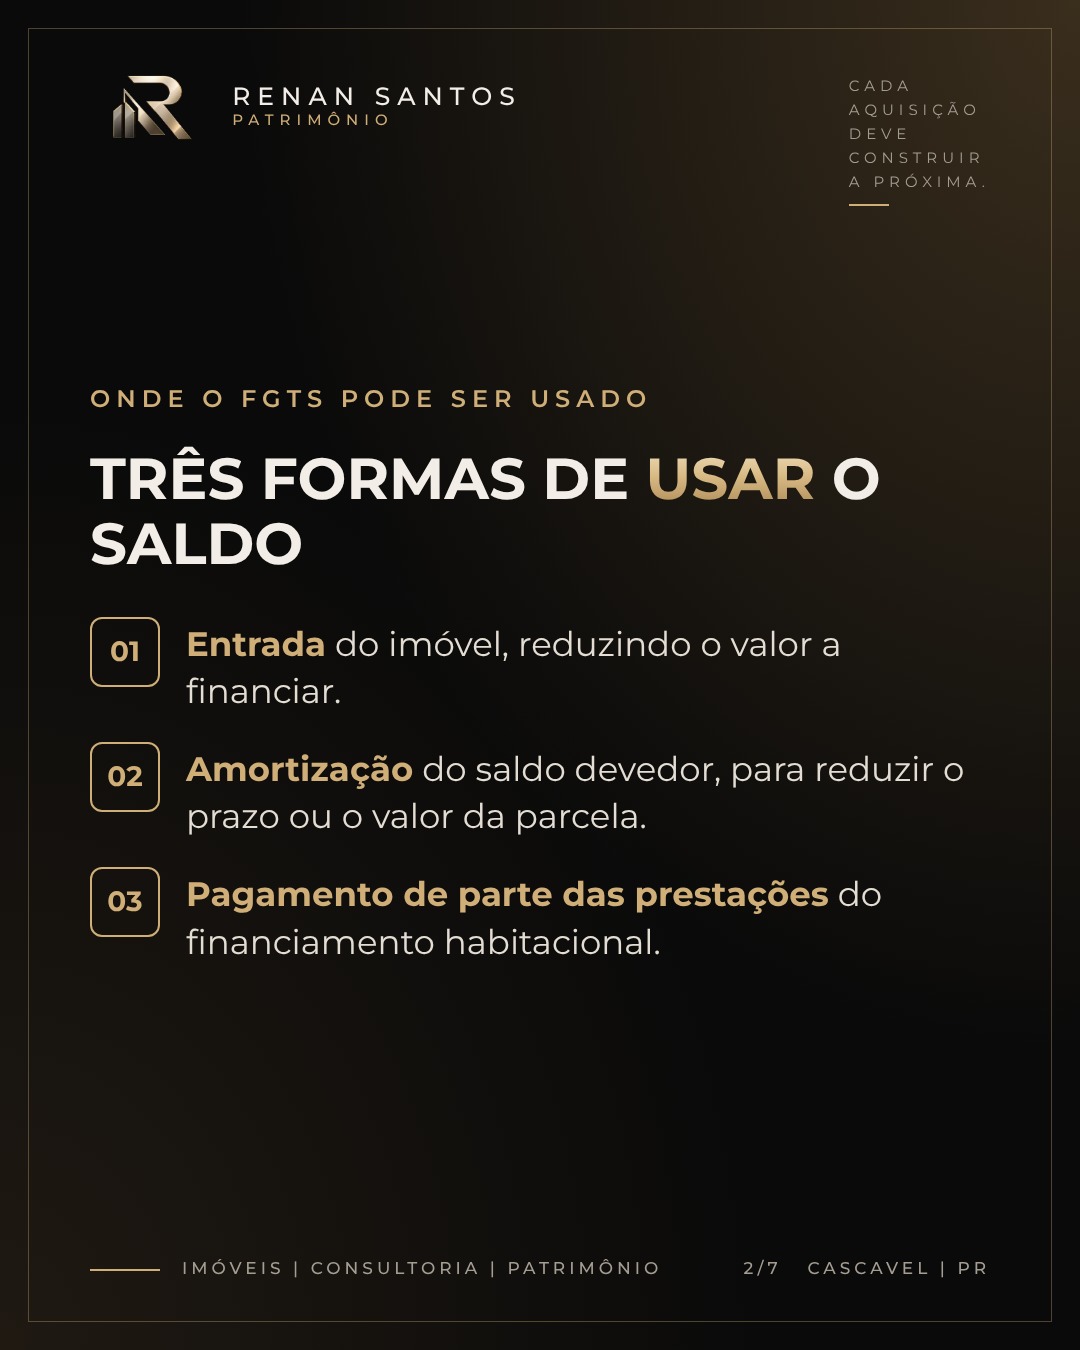 RENAN SANTOS
PATRIMÔNIO
CADA
AQUISIÇÃO
DEVE
CONSTRUIR
A PRÓXIMA.
ONDE O FGTS PODE SER USADO
TRÊS FORMAS DE USAR O
SALDO
01
Entrada do imóvel, reduzindo o valor a
financiar.
02
Amortização do saldo devedor, para reduzir o
prazo ou o valor da parcela.
03
Pagamento de parte das prestações do
financiamento habitacional.
IMÓVEIS | CONSULTORIA | PATRIMÔNIO
2/7 CASCAVEL | PR